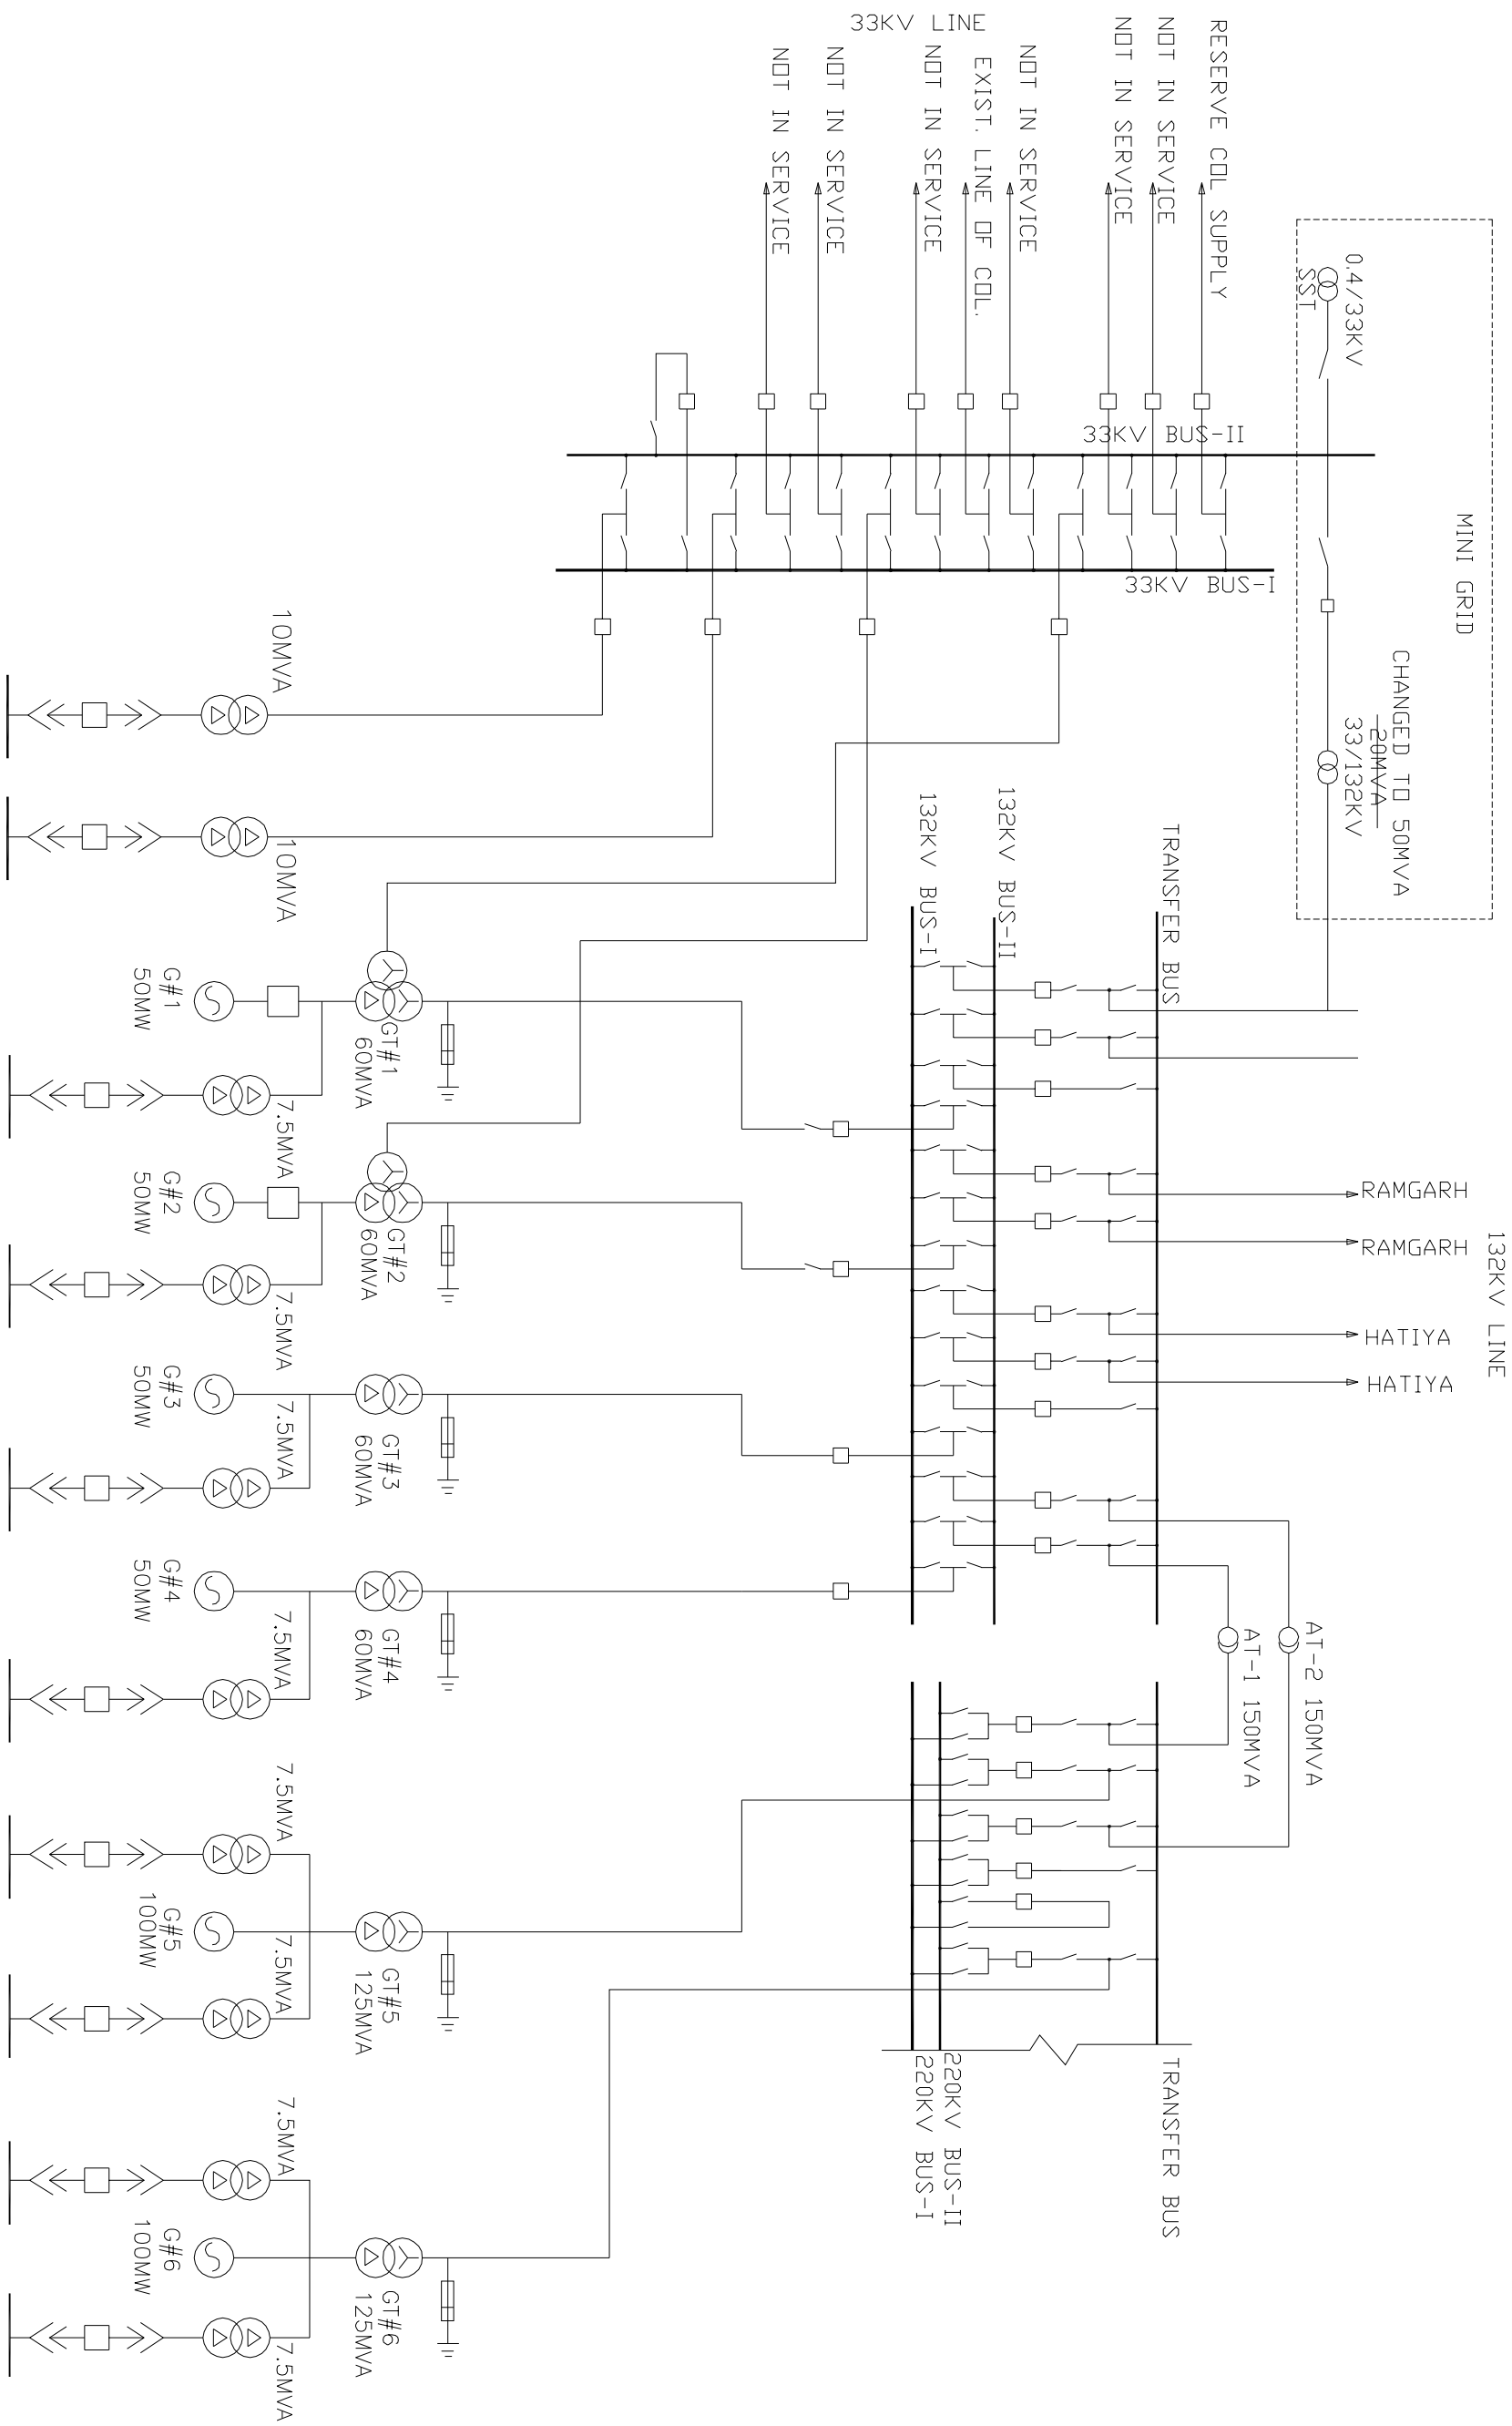 33KV LINE
NOT IN SERVICE
NOT IN SERVICE
NOT IN SERVICE
EXIST. LINE OF COL.
NOT IN SERVICE
NOT IN SERVICE
NOT IN SERVICE
RESERVE COL SUPPLY
0.4/33KV
SST
MINI GRID
CHANGED TO 50MVA
20MVA
33/132KV
33KV BUS-II
33KV BUS-I
10MVA
10MVA
132KV BUS-I
132KV BUS-II
TRANSFER BUS
132KV LINE
RAMGARH
RAMGARH
HATIYA
HATIYA
G#1
50MW
GT#1
60MVA
7.5MVA
G#2
50MW
GT#2
60MVA
7.5MVA
G#3
50MW
GT#3
60MVA
7.5MVA
G#4
50MW
GT#4
60MVA
7.5MVA
AT-1 150MVA
AT-2 150MVA
7.5MVA
G#5
100MW
GT#5
125MVA
7.5MVA
220KV BUS-I
220KV BUS-II
TRANSFER BUS
7.5MVA
G#6
100MW
GT#6
125MVA
7.5MVA